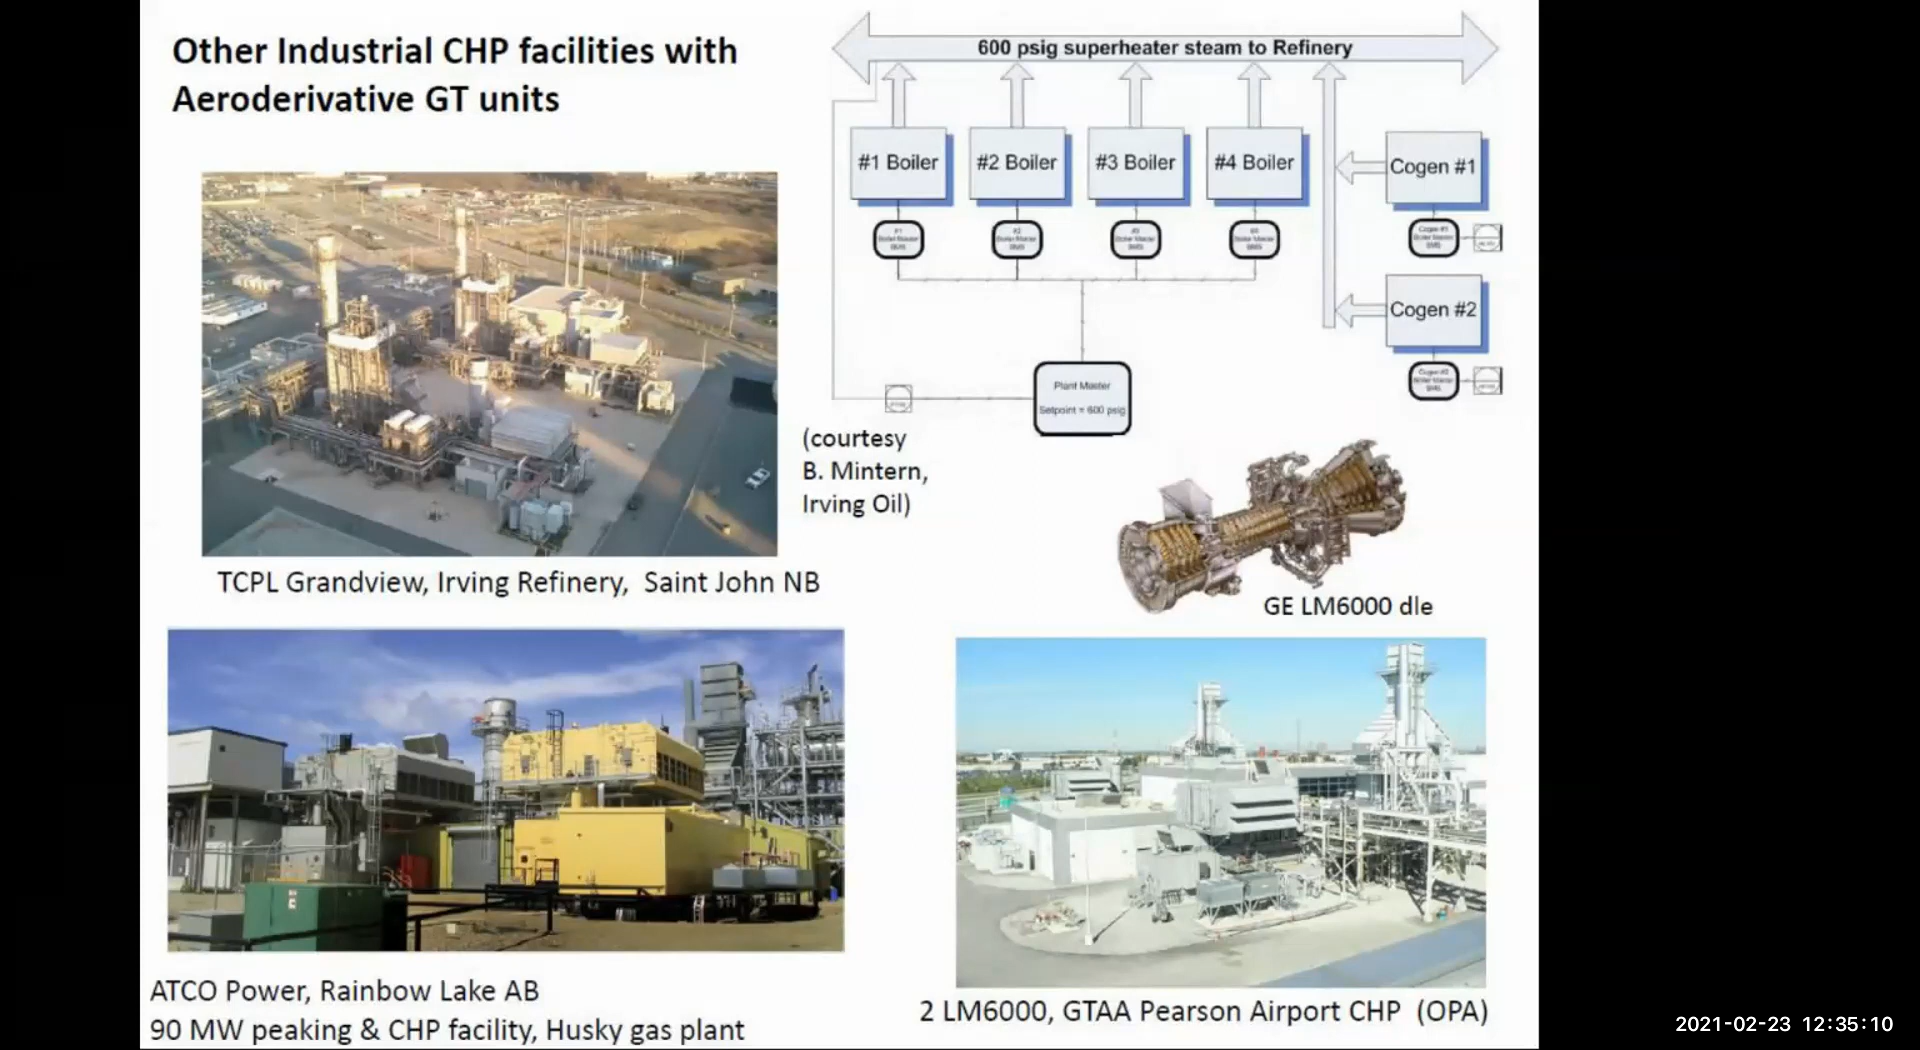 Other Industrial CHP facilities with
Aeroderivative GT units
600 psig superheater steam to Refinery
#1 Boiler
#2 Boiler
#3 Boiler
#4 Boiler
Cogen #1
Cogen #2
Plant Master
Setpoint = 600 psig
(courtesy
B. Mintern,
Irving Oil)
TCPL Grandview, Irving Refinery, Saint John NB
GE LM6000 dle
ATCO Power, Rainbow Lake AB
90 MW peaking & CHP facility, Husky gas plant
2 LM6000, GTAA Pearson Airport CHP (OPA)
2021-02-23 12:35:10